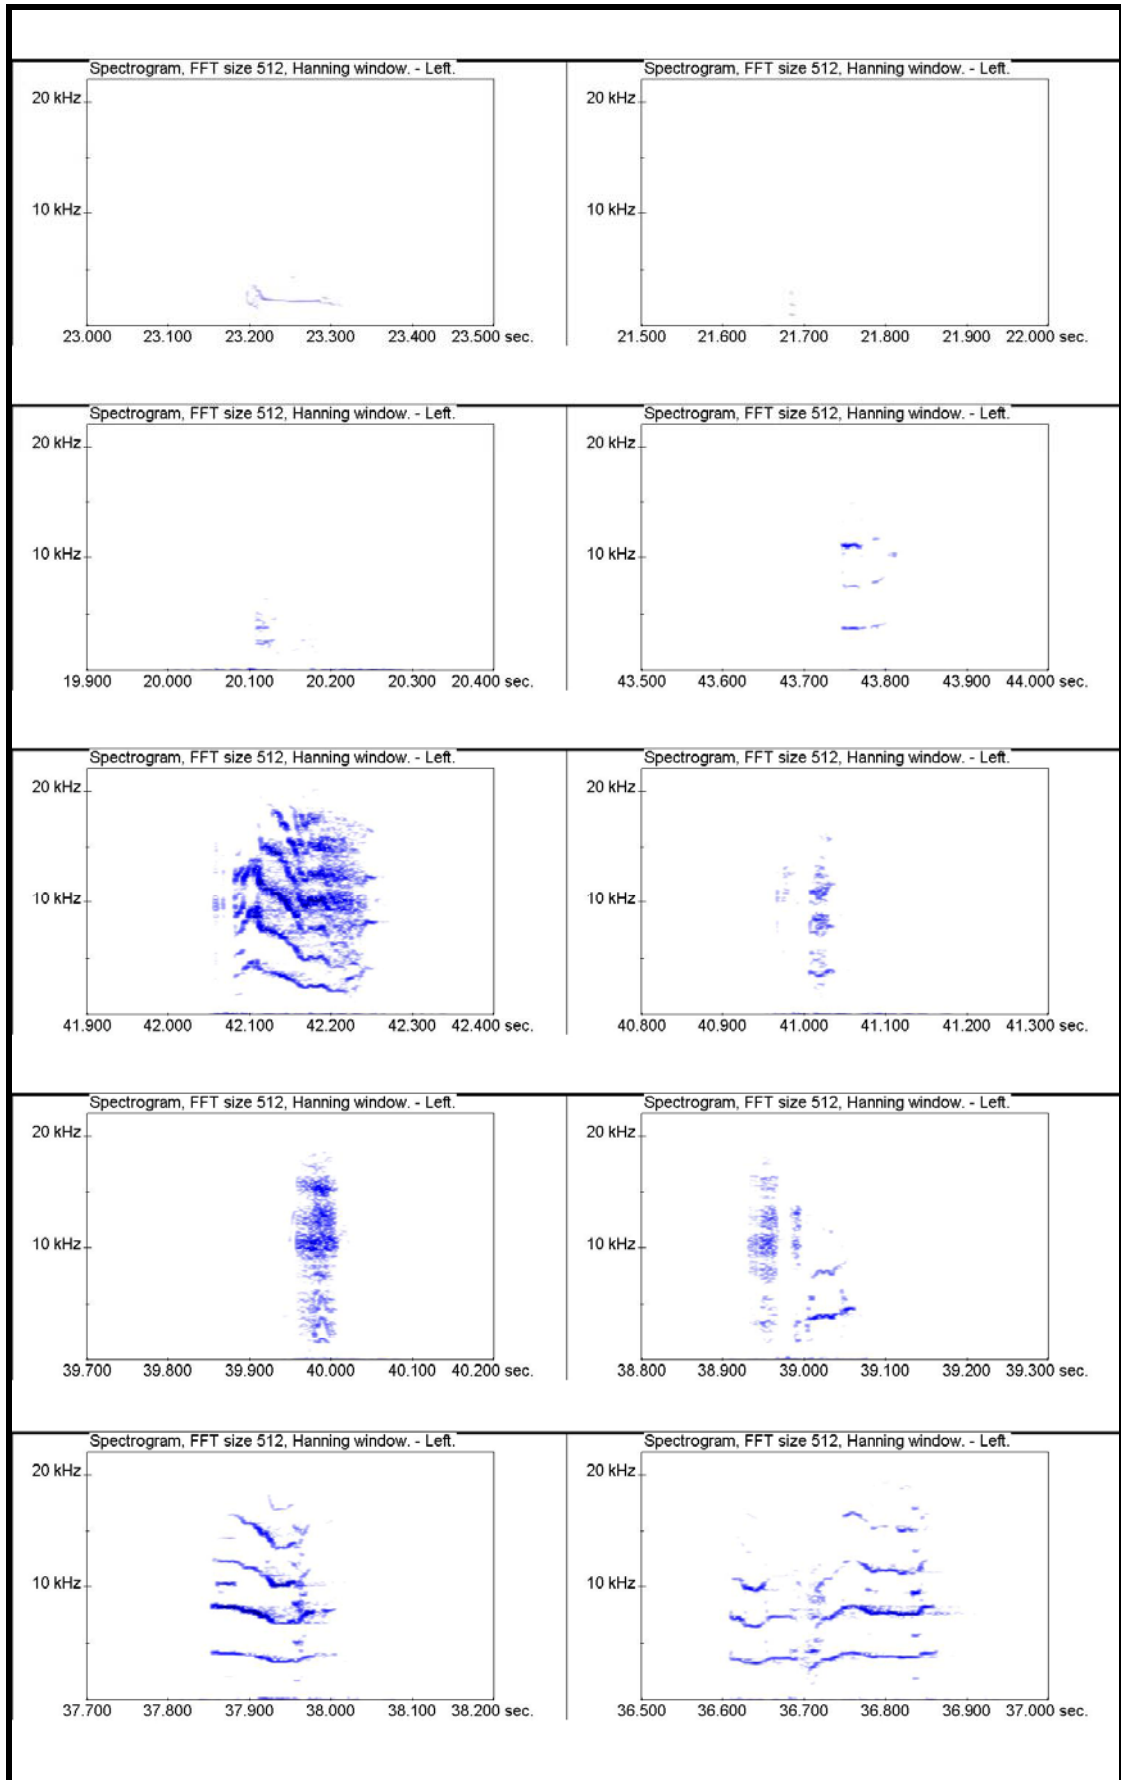 Spectrogram, FFT size 512, Hanning window. - Left.
20 kHz
10 kHz
23.000 23.100 23.200 23.300 23.400 23.500 sec.
Spectrogram, FFT size 512, Hanning window. - Left.
20 kHz
10 kHz
21.500 21.600 21.700 21.800 21.900 22.000 sec.
Spectrogram, FFT size 512, Hanning window. - Left.
20 kHz
10 kHz
19.900 20.000 20.100 20.200 20.300 20.400 sec.
Spectrogram, FFT size 512, Hanning window. - Left.
20 kHz
10 kHz
43.500 43.600 43.700 43.800 43.900 44.000 sec.
Spectrogram, FFT size 512, Hanning window. - Left.
20 kHz
10 kHz
41.900 42.000 42.100 42.200 42.300 42.400 sec.
Spectrogram, FFT size 512, Hanning window. - Left.
20 kHz
10 kHz
40.800 40.900 41.000 41.100 41.200 41.300 sec.
Spectrogram, FFT size 512, Hanning window. - Left.
20 kHz
10 kHz
39.700 39.800 39.900 40.000 40.100 40.200 sec.
Spectrogram, FFT size 512, Hanning window. - Left.
20 kHz
10 kHz
38.800 38.900 39.000 39.100 39.200 39.300 sec.
Spectrogram, FFT size 512, Hanning window. - Left.
20 kHz
10 kHz
37.700 37.800 37.900 38.000 38.100 38.200 sec.
Spectrogram, FFT size 512, Hanning window. - Left.
20 kHz
10 kHz
36.500 36.600 36.700 36.800 36.900 37.000 sec.